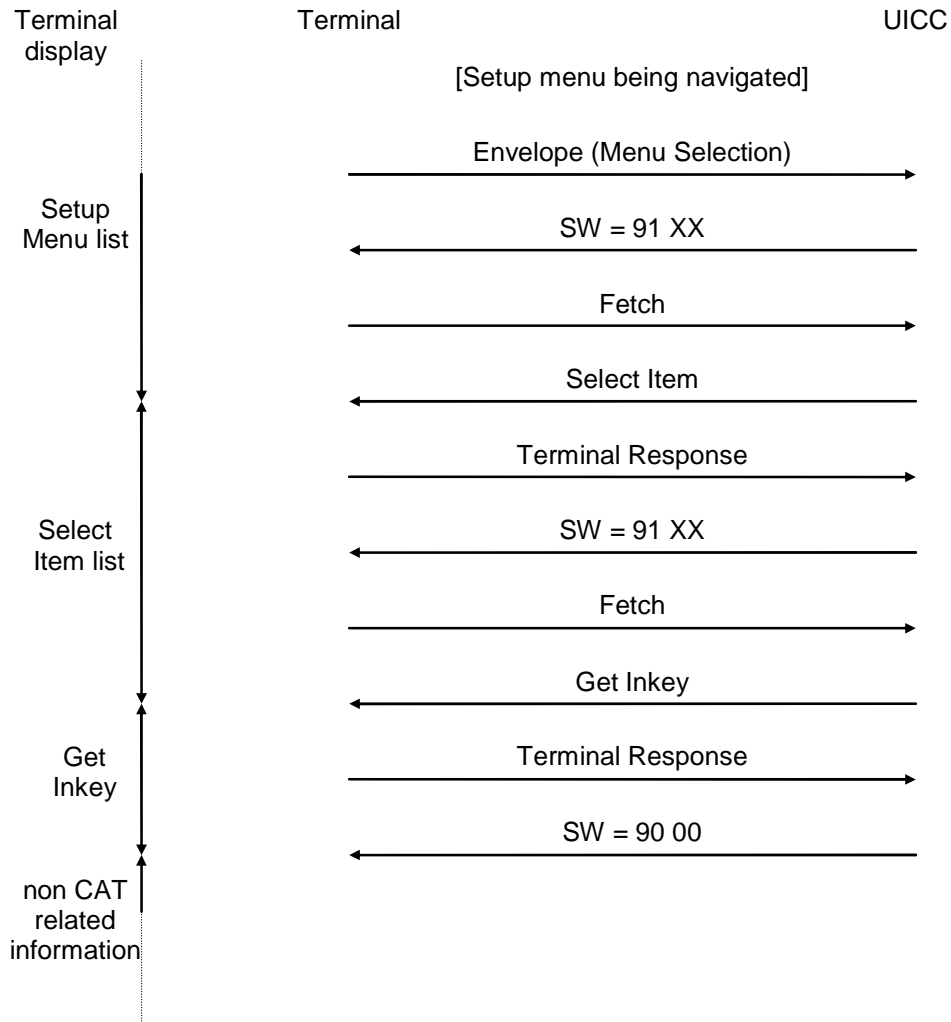 Terminal
display
Terminal
UICC
[Setup menu being navigated]
Envelope (Menu Selection)
Setup
Menu list
SW = 91 XX
Fetch
Select Item
Terminal Response
Select
Item list
SW = 91 XX
Fetch
Get Inkey
Get
Inkey
Terminal Response
SW = 90 00
non CAT
related
information